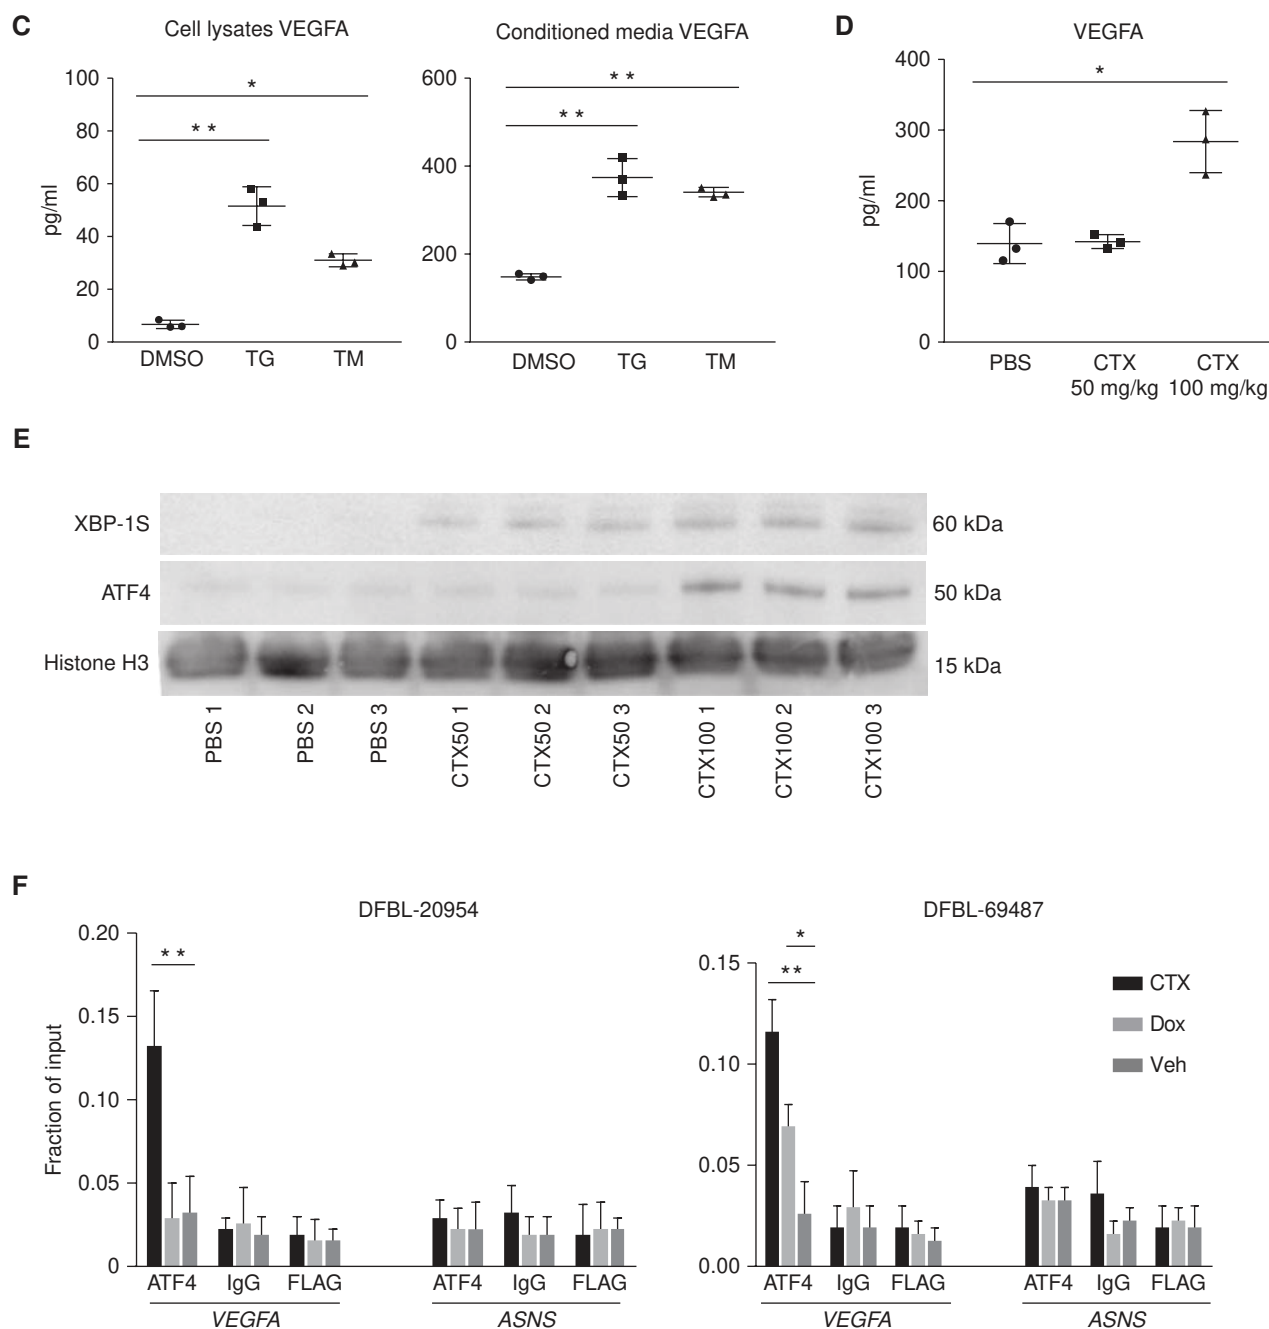 C
Cell lysates VEGFA
Conditioned media VEGFA
D
VEGFA
pg/ml
100
80
60
40
20
0
*
* *
DMSO TG TM
600
400
200
0
* *
* *
DMSO TG TM
pg/ml
400
300
200
100
0
*
PBS CTX CTX
50 mg/kg 100 mg/kg
E
XBP-1S 60 kDa
ATF4 50 kDa
Histone H3 15 kDa
PBS 1
PBS 2
PBS 3
CTX50 1
CTX50 2
CTX50 3
CTX100 1
CTX100 2
CTX100 3
F
DFBL-20954
Fraction of input
0.20
0.15
0.10
0.05
0
* *
ATF4 IgG FLAG ATF4 IgG FLAG
VEGFA ASNS
DFBL-69487
0.15
0.10
0.05
0.00
*
**
CTX
Dox
Veh
ATF4 IgG FLAG ATF4 IgG FLAG
VEGFA ASNS